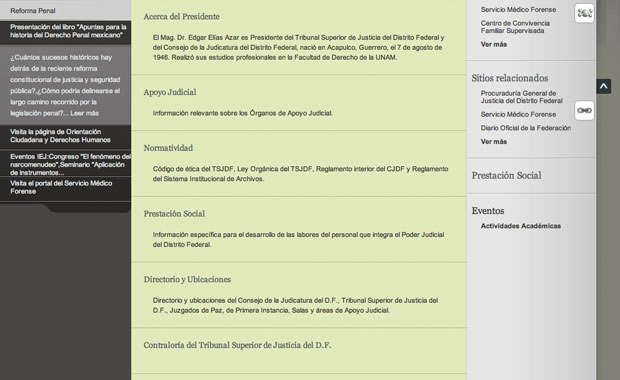 Reforma Penal
Presentación del libro "Apuntes para la
historia del Derecho Penal mexicano"
¿Cuántos sucesos históricos hay
detrás de la reciente reforma
constitucional de justicia y seguridad
pública?.¿Cómo podría delinearse el
largo camino recorrido por la
legislación penal?... Leer más
Visita la página de Orientación
Ciudadana y Derechos Humanos
Eventos IEJ:Congreso "El fenómeno del
narcomenudeo",Seminario "Aplicación
de instrumentos...
Visita el portal del Servicio Médico
Forense
Acerca del Presidente
El Mag. Dr. Edgar Elías Azar es Presidente del Tribunal Superior de Justicia del Distrito Federal y
del Consejo de la Judicatura del Distrito Federal, nació en Acapulco, Guerrero, el 7 de agosto de
1946. Realizó sus estudios profesionales en la Facultad de Derecho de la UNAM.
Apoyo Judicial
Información relevante sobre los Órganos de Apoyo Judicial.
Normatividad
Código de ética del TSJDF, Ley Orgánica del TSJDF, Reglamento interior del CJDF y Reglamento
del Sistema Institucional de Archivos.
Prestación Social
Información específica para el desarrollo de las labores del personal que integra el Poder Judicial
del Distrito Federal.
Directorio y Ubicaciones
Directorio y ubicaciones del Consejo de la Judicatura del D.F., Tribunal Superior de Justicia del
D.F., Juzgados de Paz, de Primera Instancia, Salas y áreas de Apoyo Judicial.
Contraloría del Tribunal Superior de Justicia del D.F.
Servicio Médico Forense
Centro de Convivencia
Familiar Supervisada
Ver más
Sitios relacionados
Procuraduría General de
Justicia del Distrito Federal
Servicio Médico Forense
Diario Oficial de la Federación
Ver más
Prestación Social
Eventos
Actividades Académicas